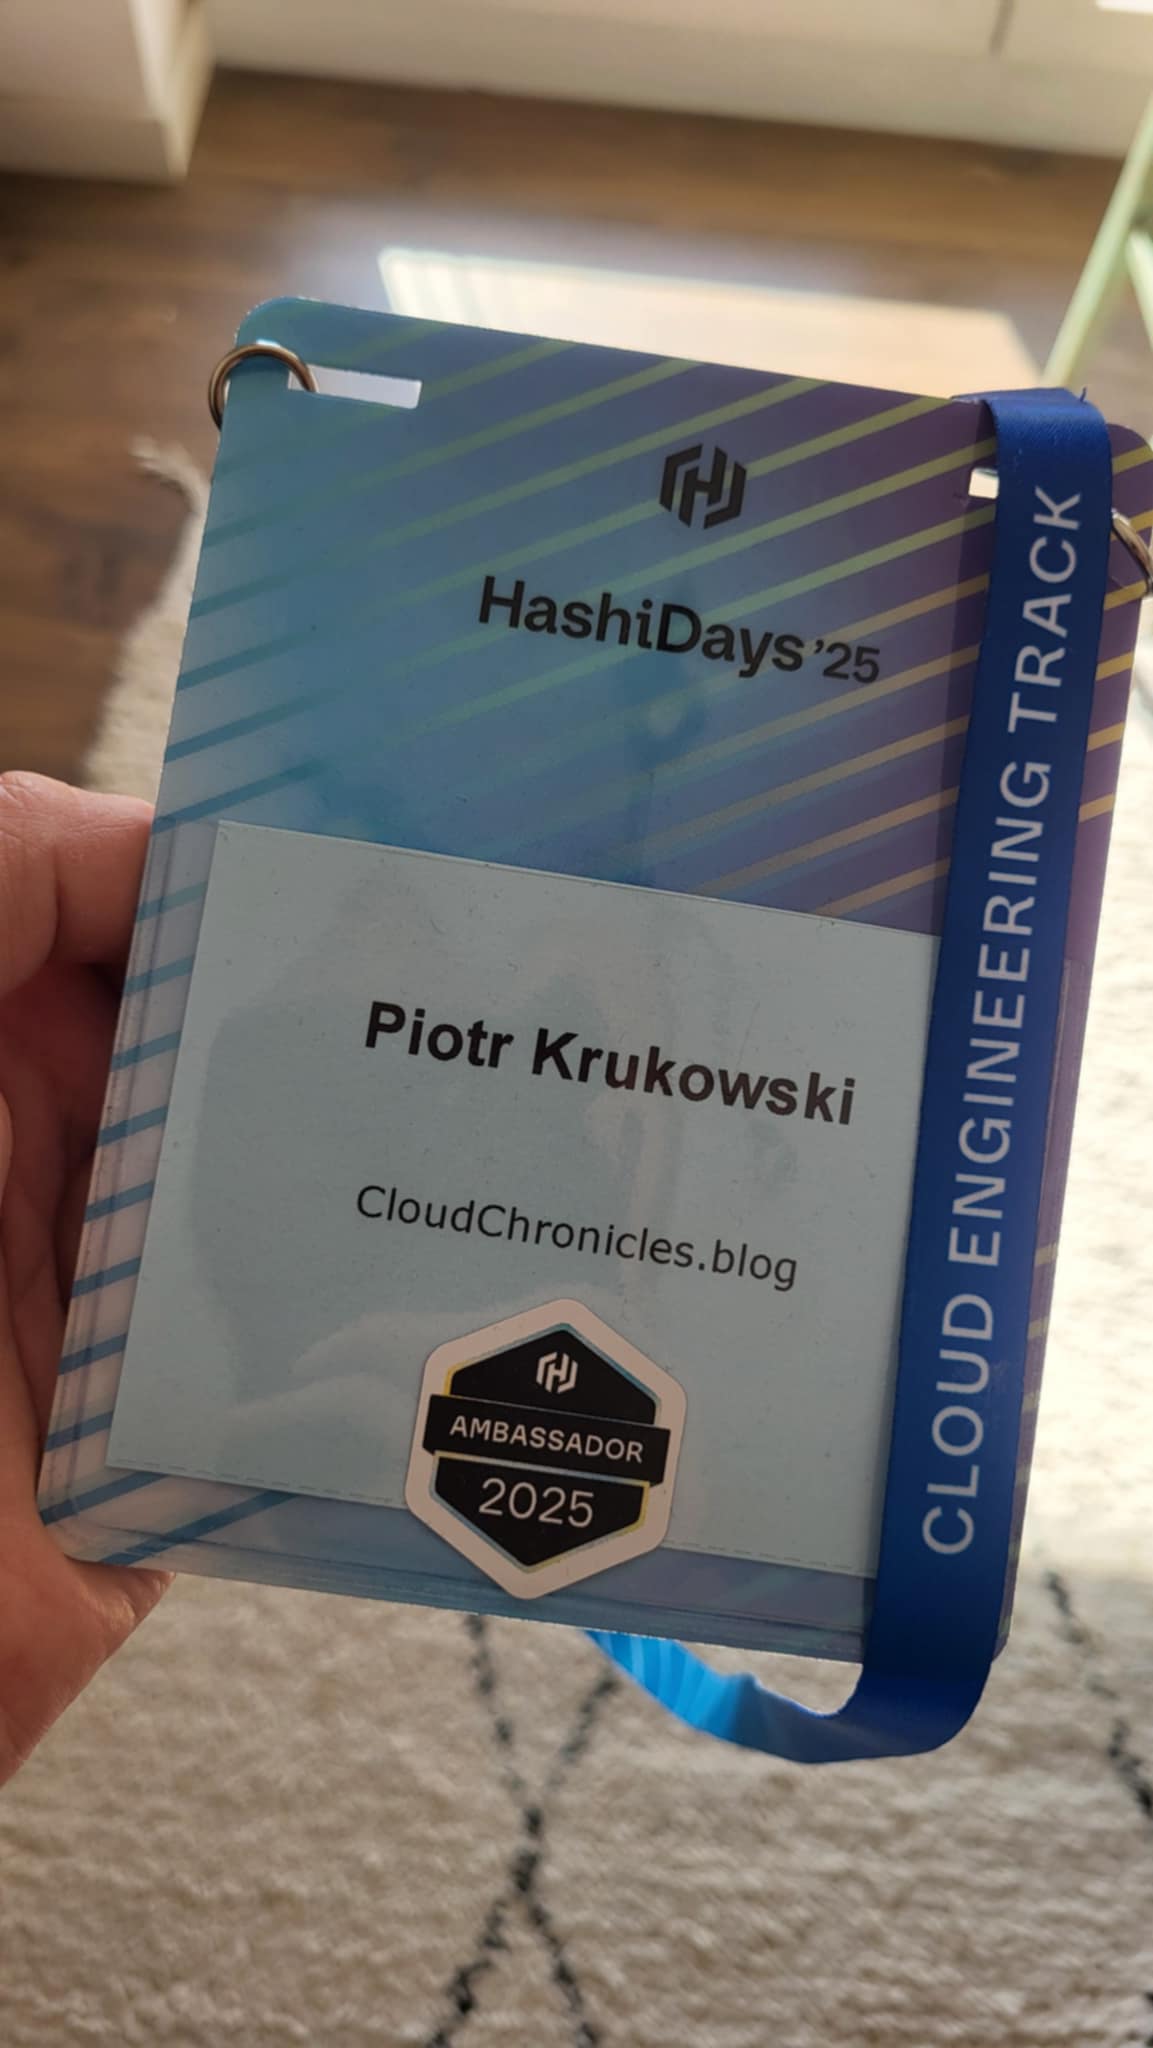 HashiDays '25
Piotr Krukowski
CloudChronicles.blog
AMBASSADOR
2025
CLOUD ENGINEERING TRACK